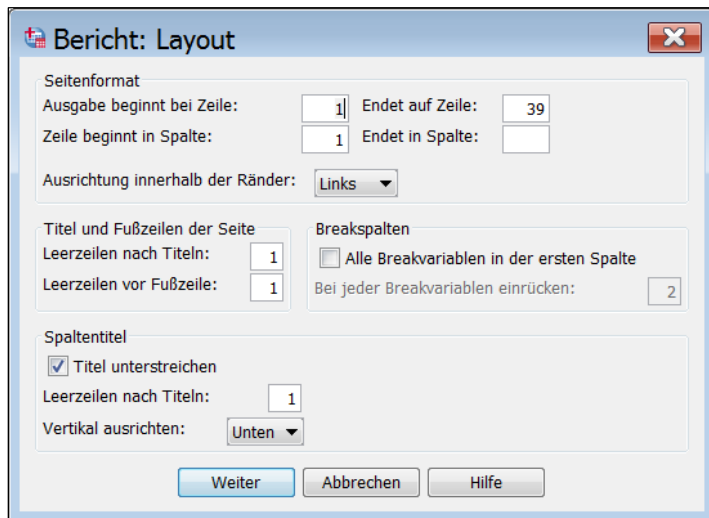 Bericht: Layout
Seitenformat
Ausgabe beginnt bei Zeile: 1 Endet auf Zeile: 39
Zeile beginnt in Spalte: 1 Endet in Spalte:
Ausrichtung innerhalb der Ränder: Links
Titel und Fußzeilen der Seite
Leerzeilen nach Titeln: 1
Leerzeilen vor Fußzeile: 1
Breakspalten
Alle Breakvariablen in der ersten Spalte
Bei jeder Breakvariablen einrücken: 2
Spaltentitel
Titel unterstreichen
Leerzeilen nach Titeln: 1
Vertikal ausrichten: Unten
Weiter Abbrechen Hilfe